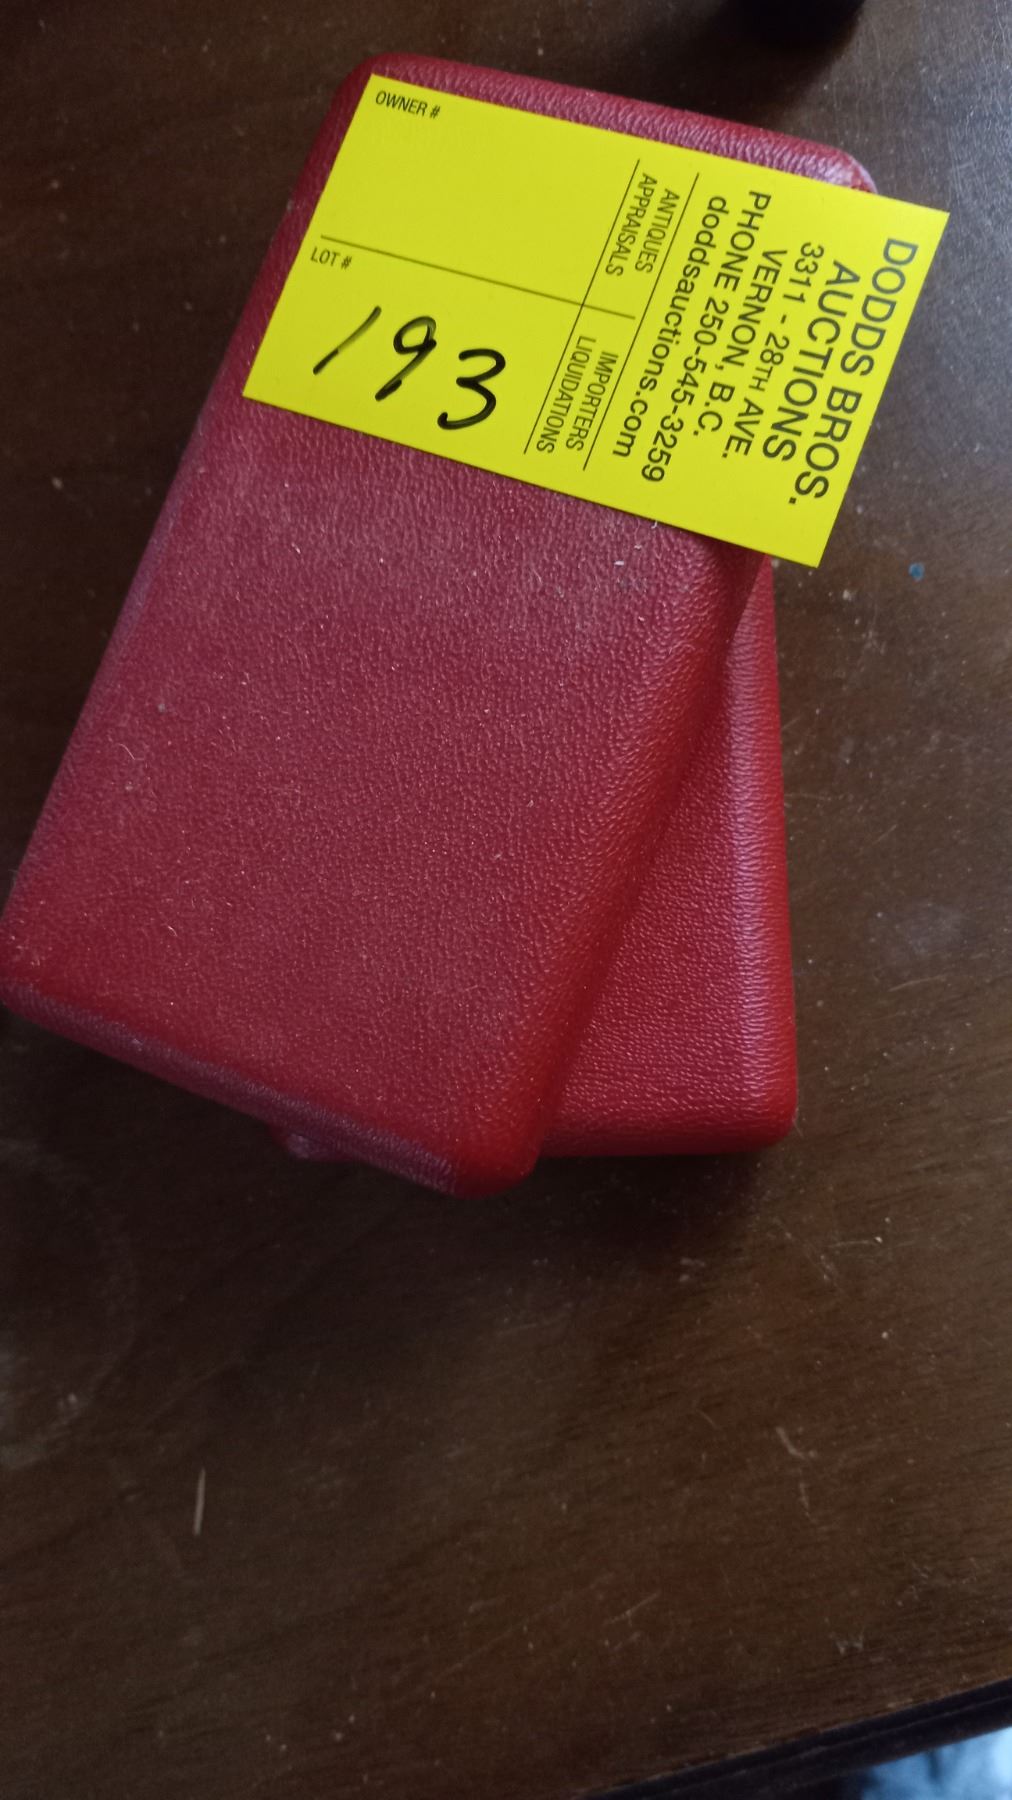 DODDS BROS.
AUCTIONS
3311 - 28TH AVE.
VERNON, B.C.
PHONE 250-545-3259
doddsauctions.com
ANTIQUES
APPRAISALS
IMPORTERS
LIQUIDATIONS
OWNER #
LOT #
193